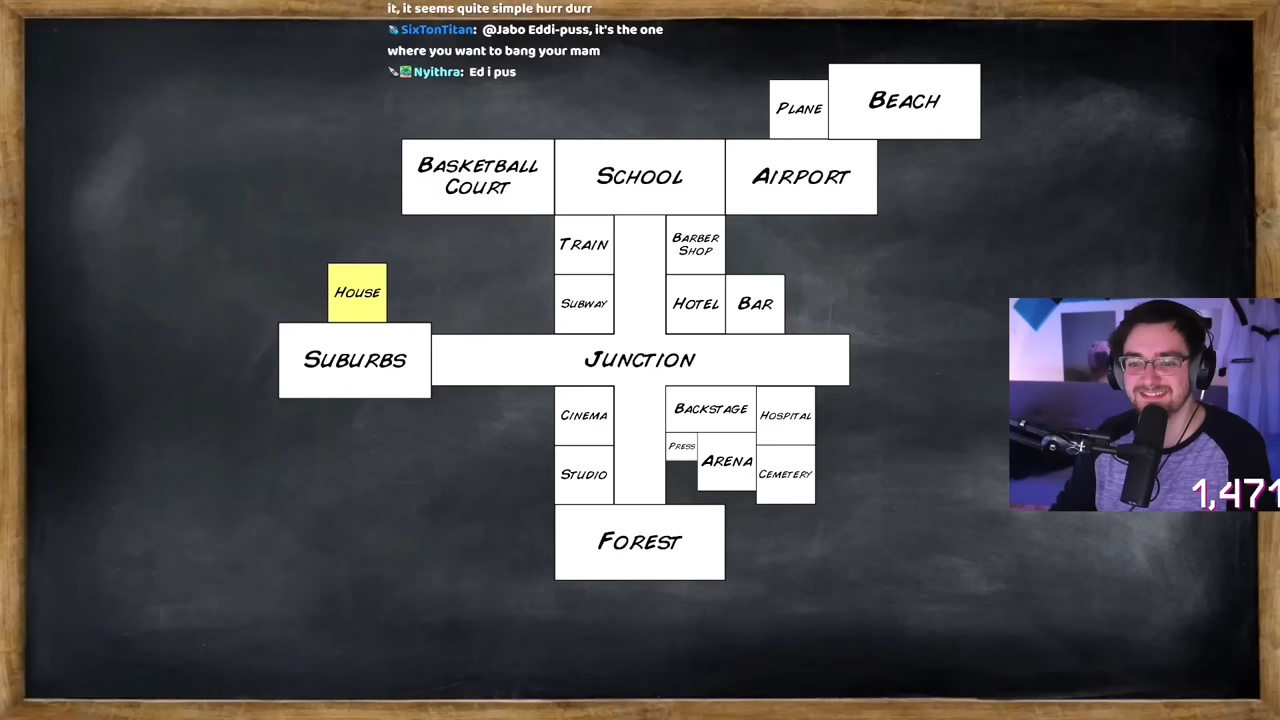 it, it seems quite simple hurr durr
SixTonTitan: @Jabo Eddi-puss, it's the one
where you want to bang your mam
Nyithra: Ed i pus
PLANE
BEACH
BASKETBALL
COURT
SCHOOL
AIRPORT
TRAIN
BARBER
SHOP
HOUSE
SUBWAY
HOTEL
BAR
SUBURBS
JUNCTION
CINEMA
BACKSTAGE
HOSPITAL
PRESS
ARENA
STUDIO
CEMETERY
1,471
FOREST